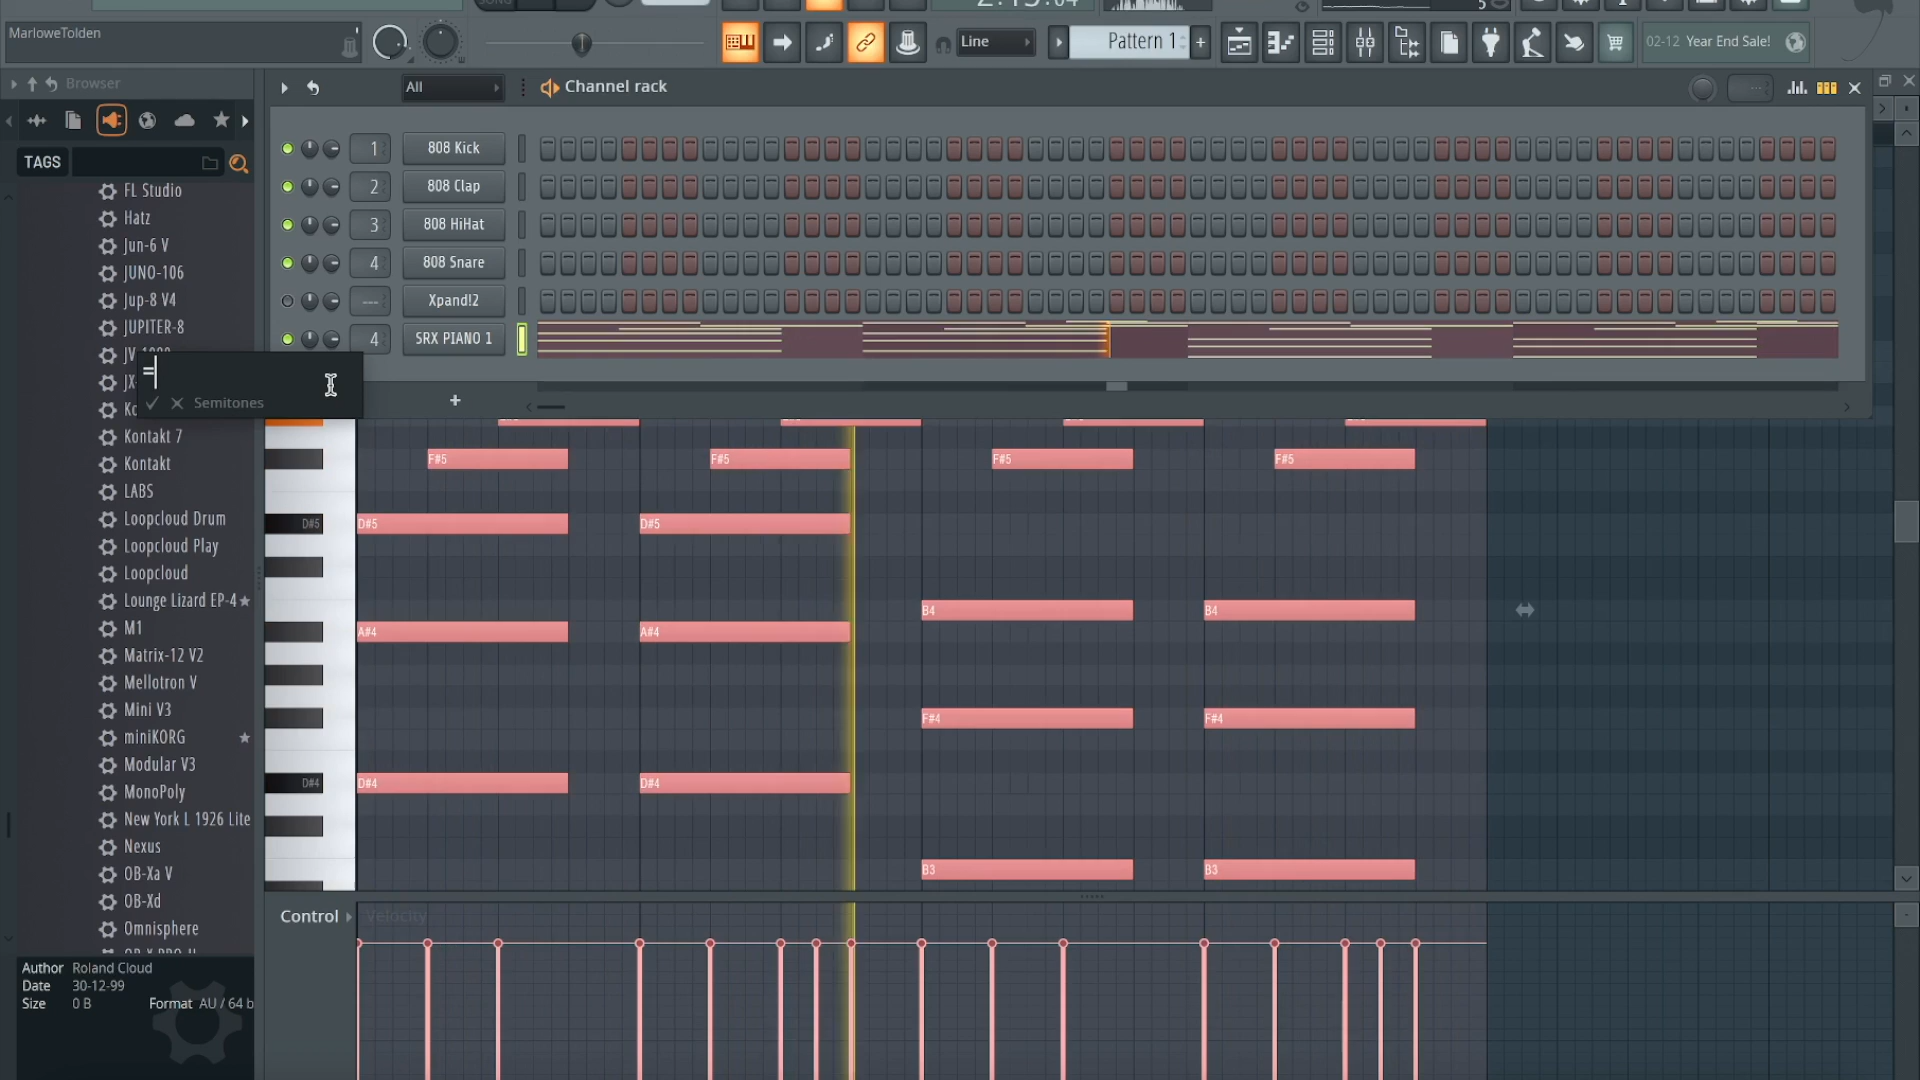 MarloweTolden
Line
Pattern 1
02-12 Year End Sale!
Browser
All
Channel rack
TAGS
1 808 Kick
2 808 Clap
3 808 HiHat
4 808 Snare
--- Xpand!2
4 SRX PIANO 1
FL Studio
Hatz
Jun-6 V
JUNO-106
Jup-8 V4
JUPITER-8
=
Semitones
Kontakt 7
Kontakt
LABS
Loopcloud Drum
Loopcloud Play
Loopcloud
Lounge Lizard EP-4
M1
Matrix-12 V2
Mellotron V
Mini V3
miniKORG
Modular V3
MonoPoly
New York L 1926 Lite
Nexus
OB-Xa V
OB-Xd
Omnisphere
+
F#5 F#5 F#5 F#5
D#5 D#5 D#5
B4 B4
A#4 A#4
F#4 F#4
D#4 D#4 D#4
B3 B3
Control Velocity
Author Roland Cloud
Date 30-12-99
Size 0 B Format AU / 64 b